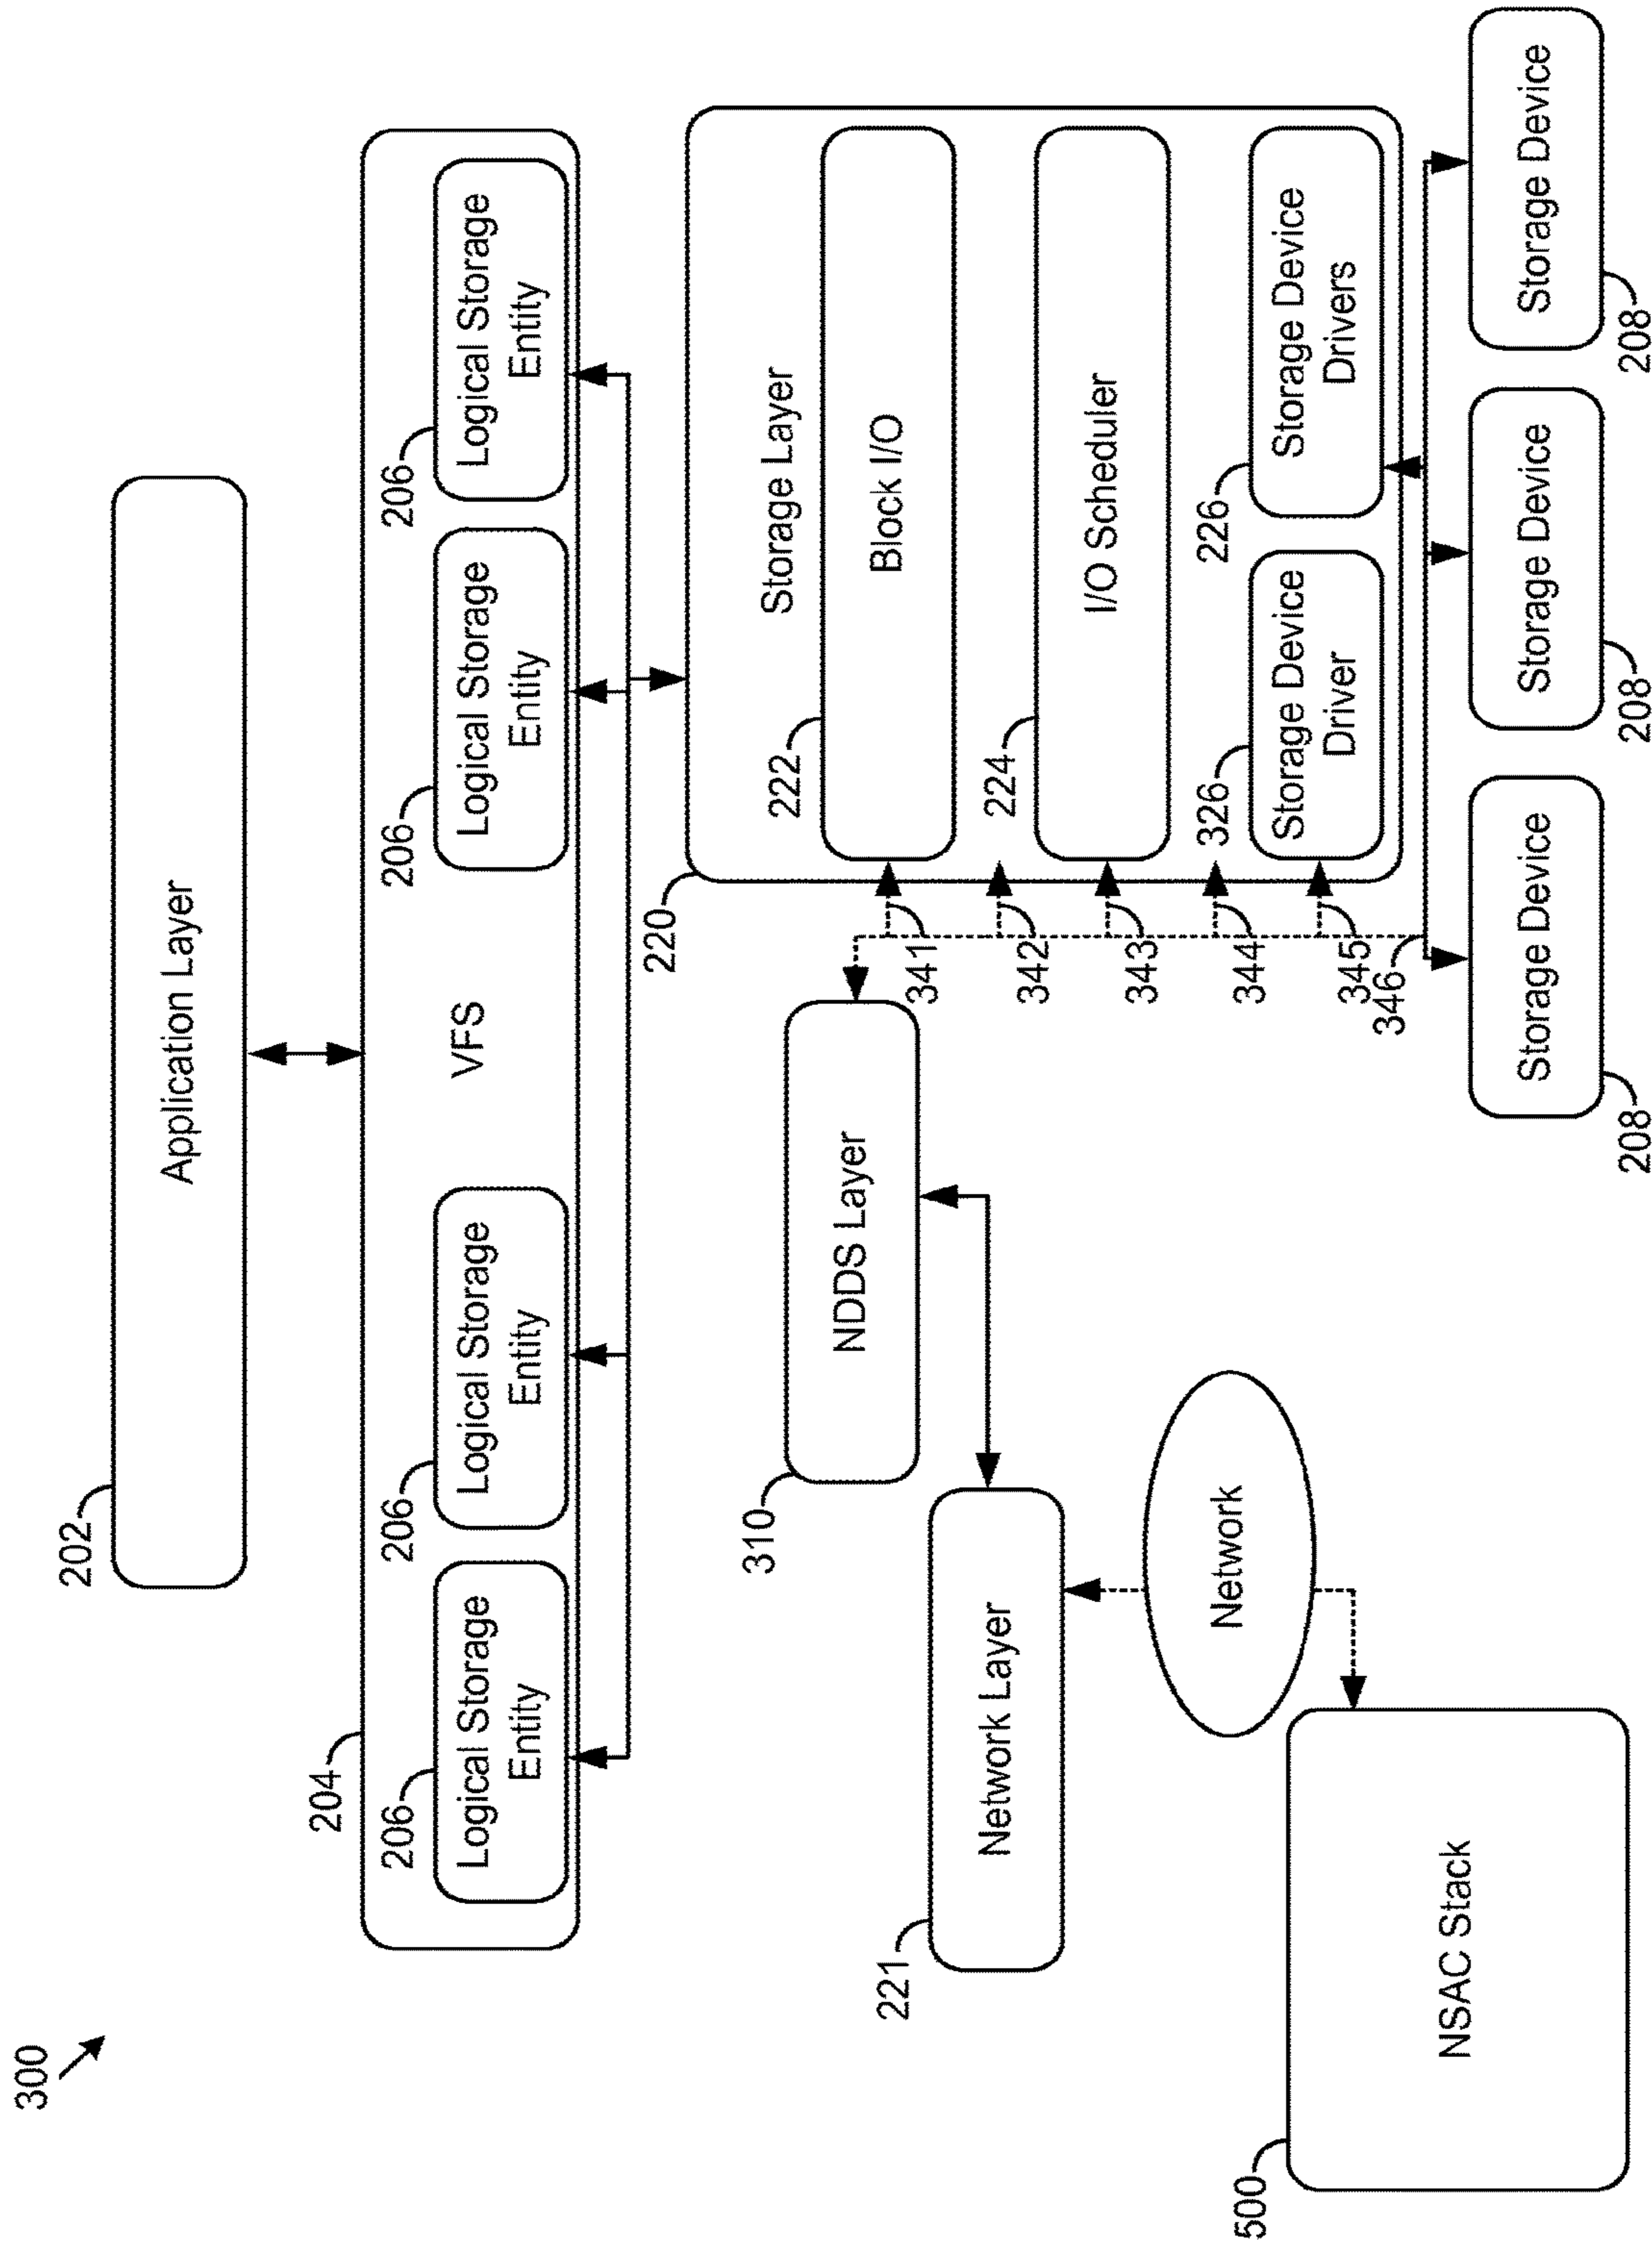 300
202
Application Layer
204
VFS
206
Logical Storage
Entity
206
Logical Storage
Entity
206
Logical Storage
Entity
206
Logical Storage
Entity
220
Storage Layer
222
Block I/O
224
I/O Scheduler
326
Storage Device
Driver
226
Storage Device
Drivers
310
NDDS Layer
341
342
343
344
345
346
221
Network Layer
Network
500
NSAC Stack
Storage Device
208
Storage Device
208
Storage Device
208